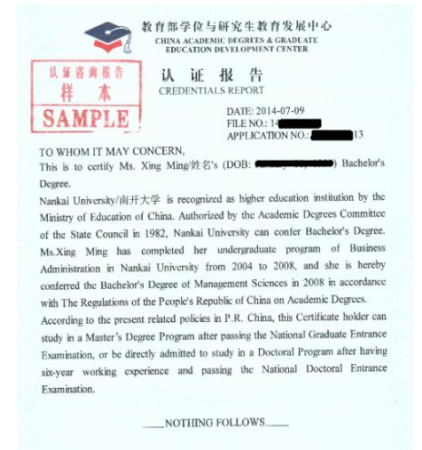 教育部学位与研究生教育发展中心
CHINA ACADEMIC DEGREES & GRADUATE
EDUCATION DEVELOPMENT CENTER
认证咨询报告
样本
SAMPLE
认 证 报 告
CREDENTIALS REPORT
DATE: 2014-07-09
FILE NO.: 14
APPLICATION NO.: 13
TO WHOM IT MAY CONCERN,
This is to certify Ms. Xing Ming/姓名's (DOB: ) Bachelor's
Degree.
Nankai University/南开大学 is recognized as higher education institution by the
Ministry of Education of China. Authorized by the Academic Degrees Committee
of the State Council in 1982, Nankai University can confer Bachelor's Degree.
Ms.Xing Ming has completed her undergraduate program of Business
Administration in Nankai University from 2004 to 2008, and she is hereby
conferred the Bachelor's Degree of Management Sciences in 2008 in accordance
with The Regulations of the People's Republic of China on Academic Degrees.
According to the present related policies in P.R. China, this Certificate holder can
study in a Master's Degree Program after passing the National Graduate Entrance
Examination, or be directly admitted to study in a Doctoral Program after having
six-year working experience and passing the National Doctoral Entrance
Examination.
____NOTHING FOLLOWS____